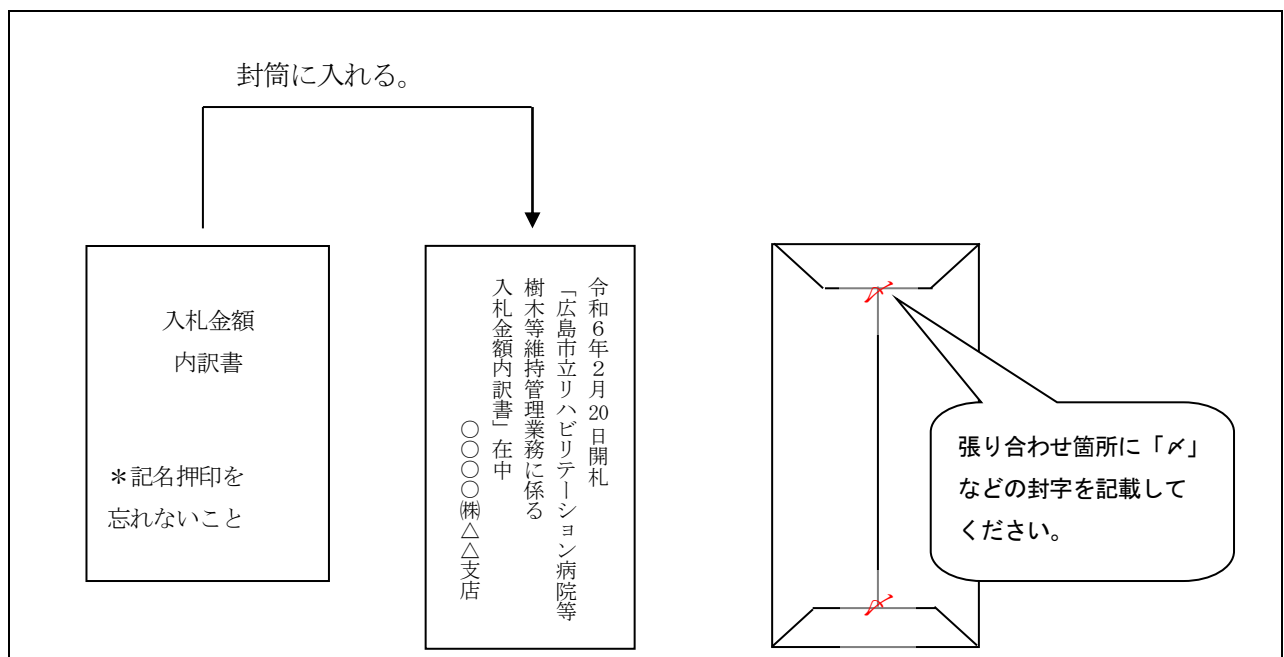 封筒に入れる。
入札金額
内訳書
＊記名押印を
忘れないこと
令和６年２月20日開札
「広島市立リハビリテーション病院等
樹木等維持管理業務に係る
入札金額内訳書」在中
○○○○㈱△△支店
〆
〆
張り合わせ箇所に「〆」
などの封字を記載して
ください。